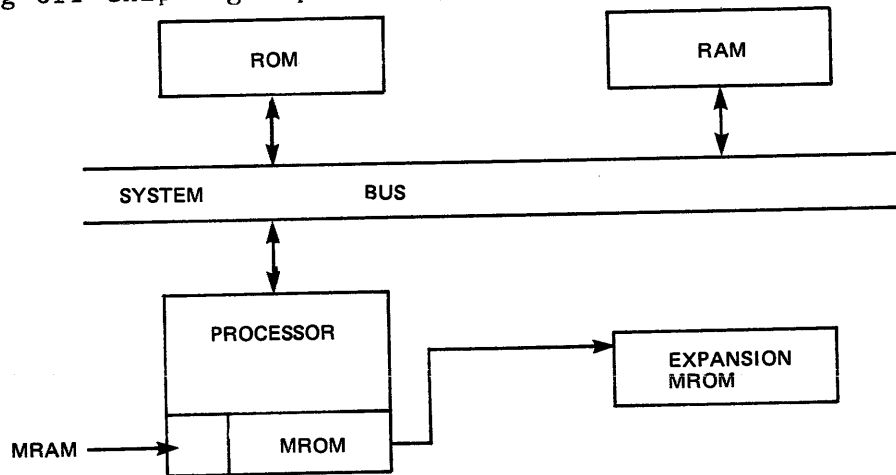 ROM
RAM
SYSTEM BUS
PROCESSOR
EXPANSION
MROM
MRAM
MROM